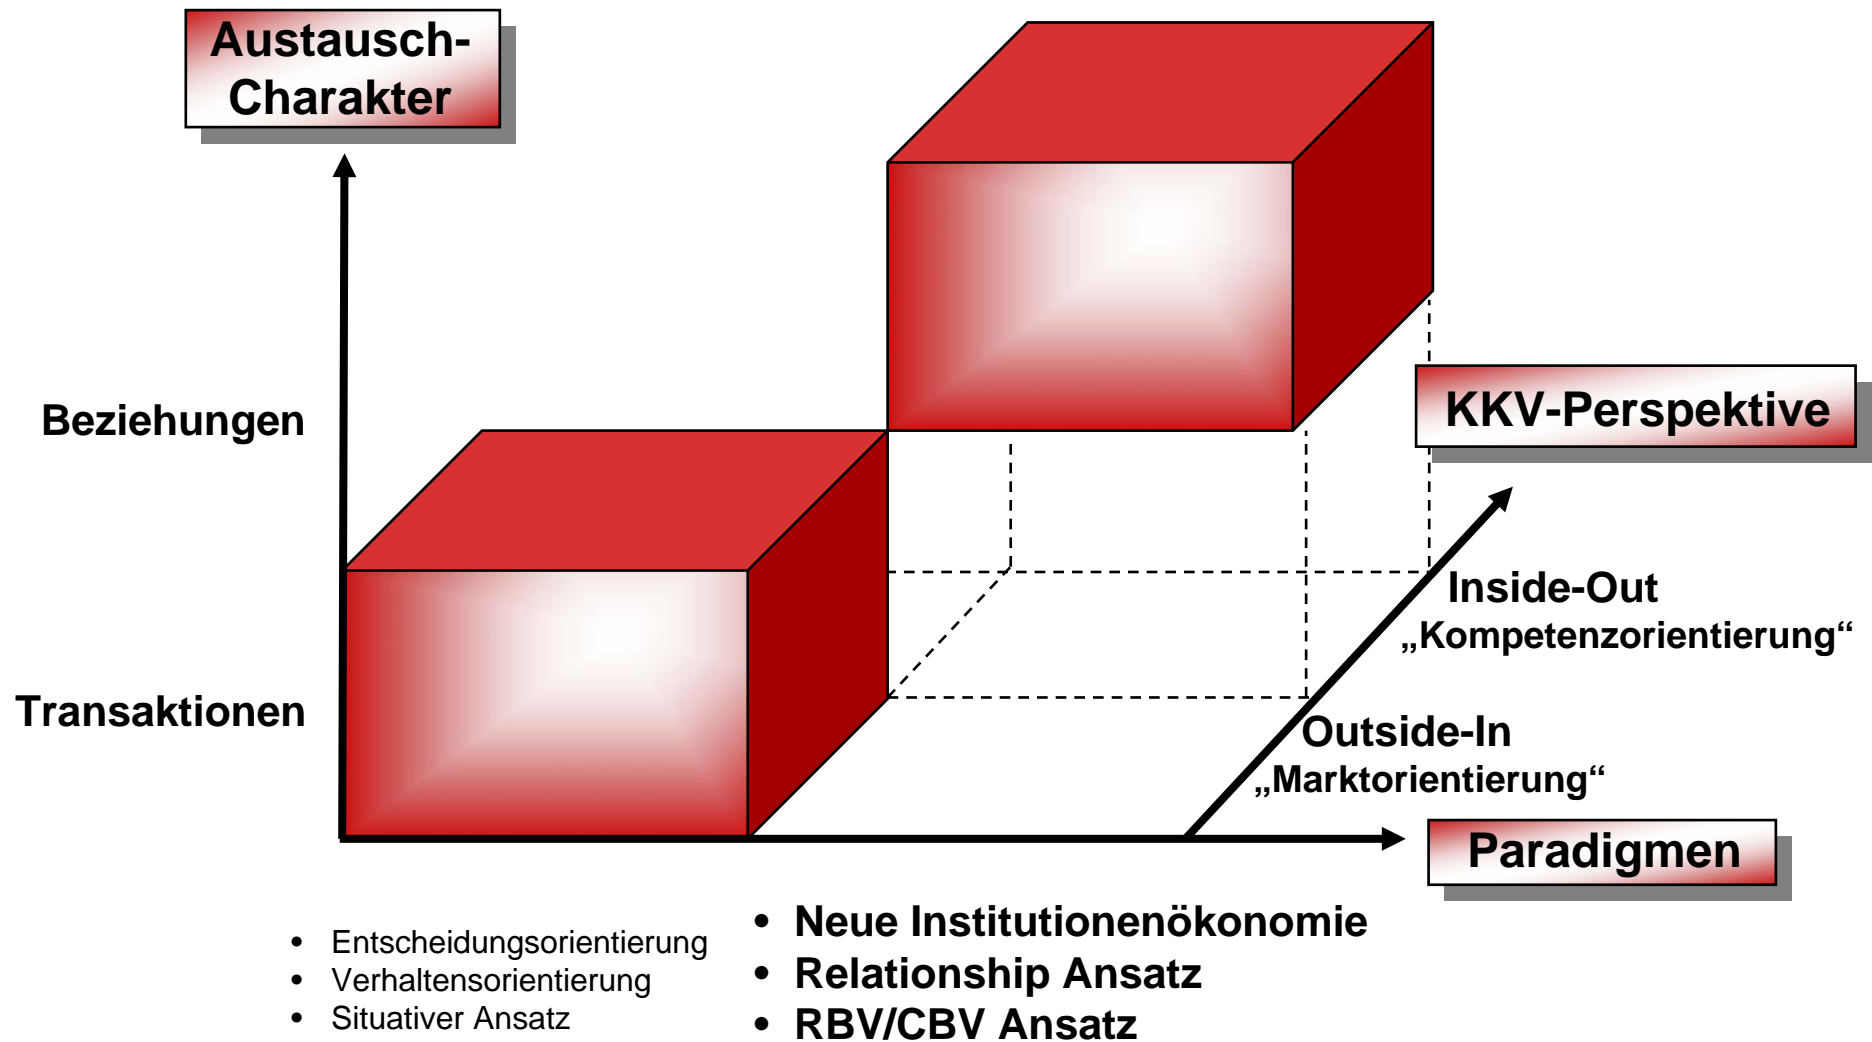 Austausch-
Charakter
Beziehungen
KKV-Perspektive
Inside-Out
„Kompetenzorientierung“
Transaktionen
Outside-In
„Marktorientierung“
Paradigmen
• Entscheidungsorientierung
• Verhaltensorientierung
• Situativer Ansatz
• Neue Institutionenökonomie
• Relationship Ansatz
• RBV/CBV Ansatz